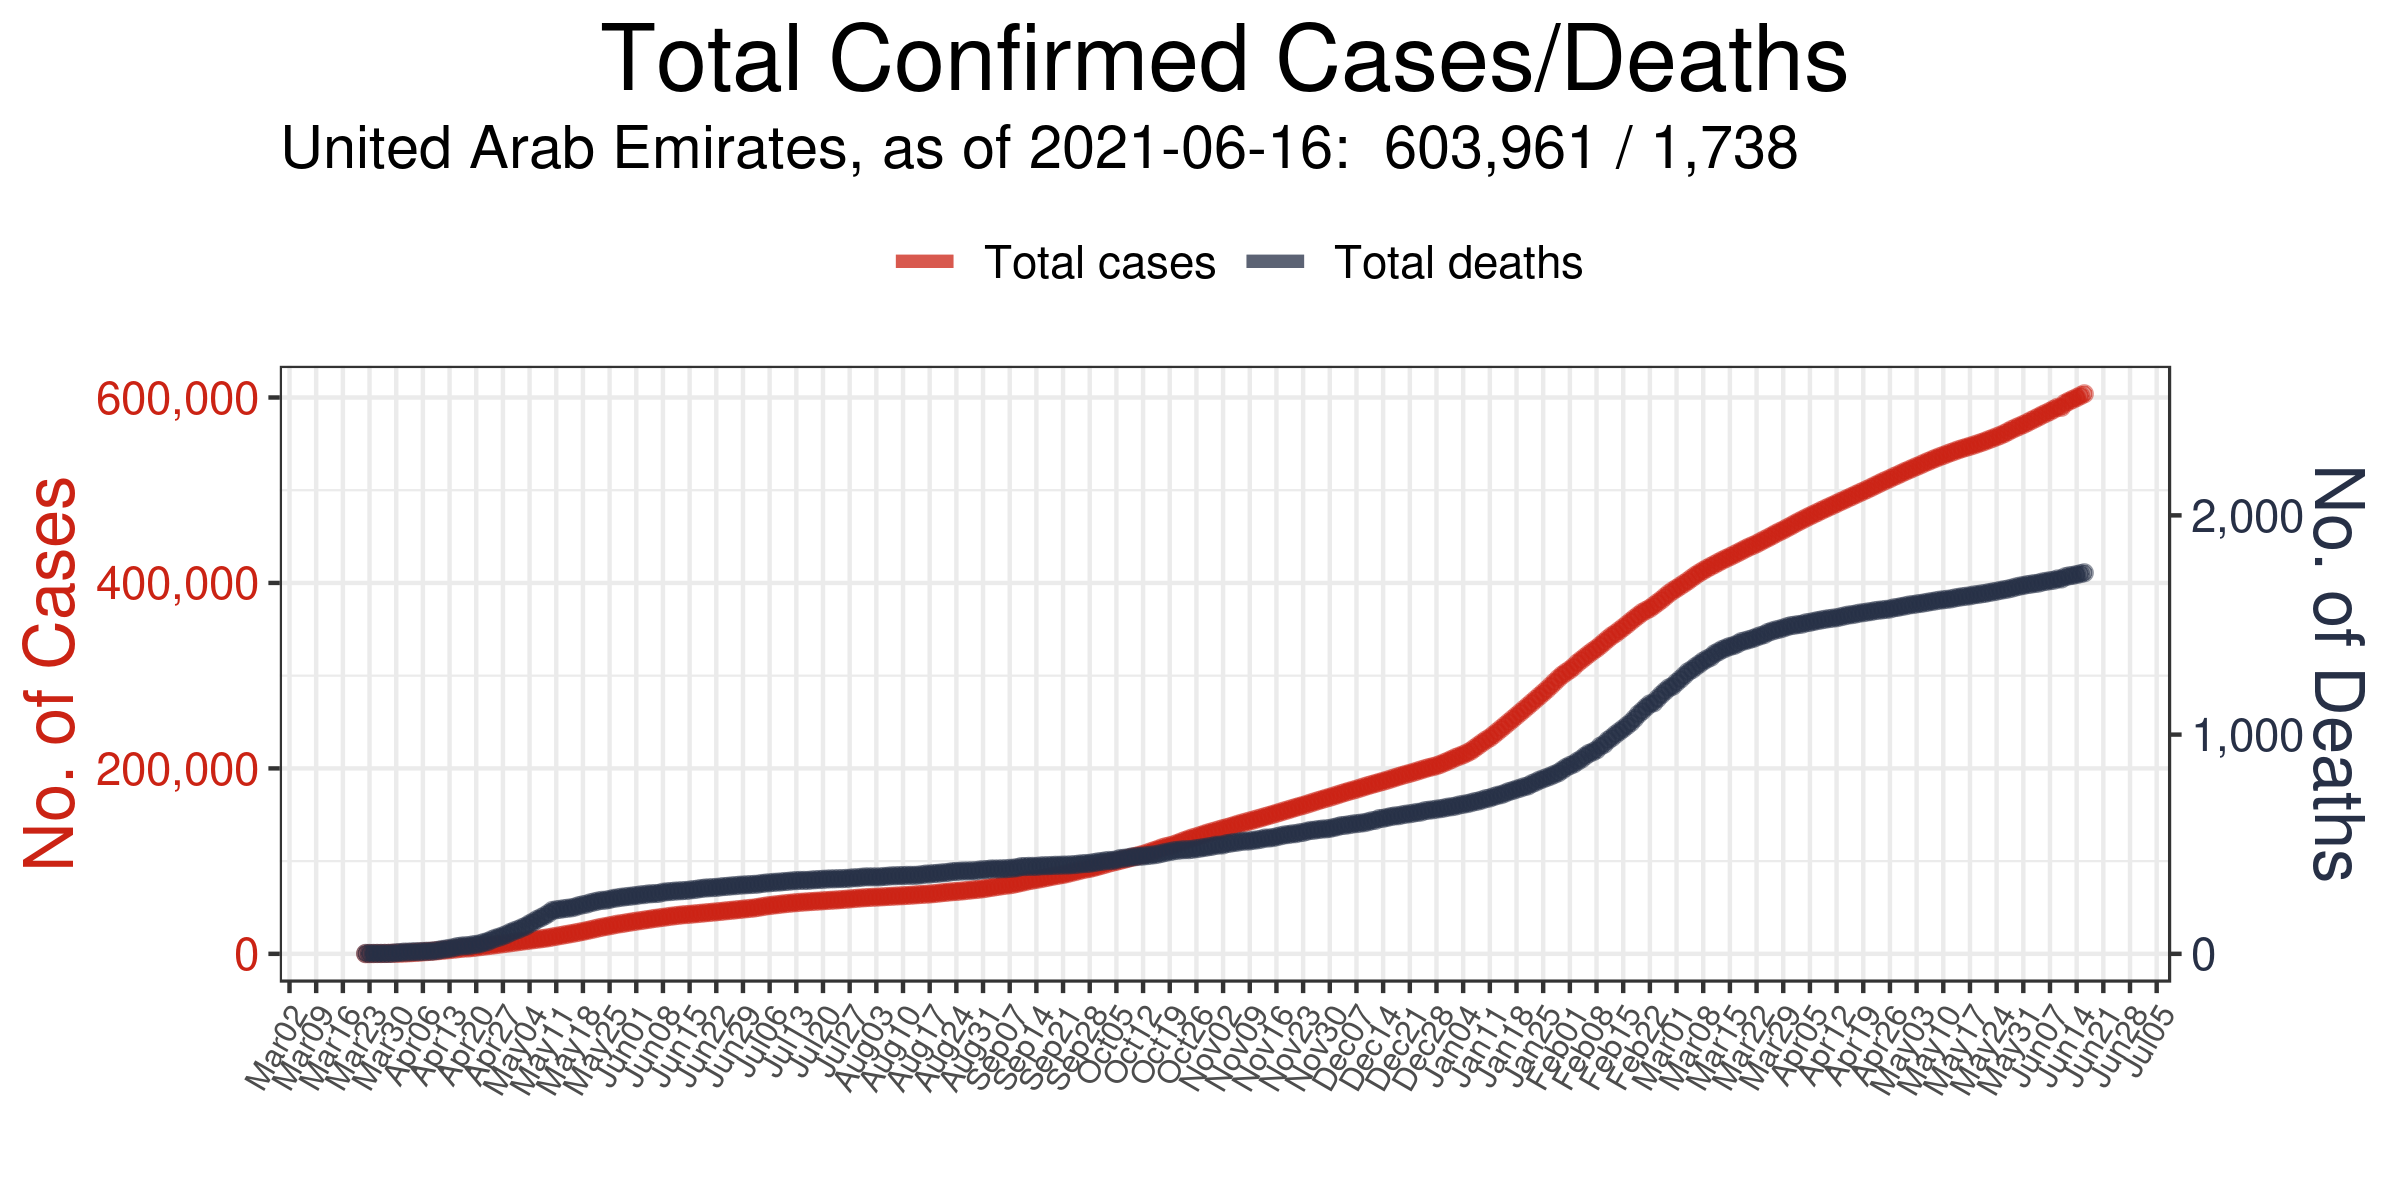 Total Confirmed Cases/Deaths
United Arab Emirates, as of 2021-06-16:  603,961 / 1,738
Total cases
Total deaths
No. of Cases
600,000
400,000
200,000
0
2,000
1,000
0
No. of Deaths
Mar02
Mar09
Mar16
Mar23
Mar30
Apr06
Apr13
Apr20
Apr27
May04
May11
May18
May25
Jun01
Jun08
Jun15
Jun22
Jun29
Jul06
Jul13
Jul20
Jul27
Aug03
Aug10
Aug17
Aug24
Aug31
Sep07
Sep14
Sep21
Sep28
Oct05
Oct12
Oct19
Oct26
Nov02
Nov09
Nov16
Nov23
Nov30
Dec07
Dec14
Dec21
Dec28
Jan04
Jan11
Jan18
Jan25
Feb01
Feb08
Feb15
Feb22
Mar01
Mar08
Mar15
Mar22
Mar29
Apr05
Apr12
Apr19
Apr26
May03
May10
May17
May24
May31
Jun07
Jun14
Jun21
Jun28
Jul05